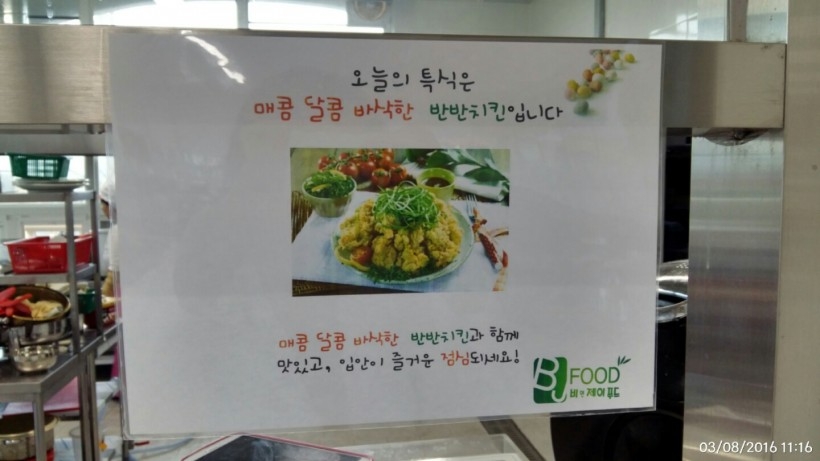 오늘의 특식은
매콤 달콤 바삭한 반반치킨입니다
매콤 달콤 바삭한 반반치킨과 함께
맛있고, 입안이 즐거운 점심되세요!
BJ FOOD
비앤제이푸드
03/08/2016 11:16